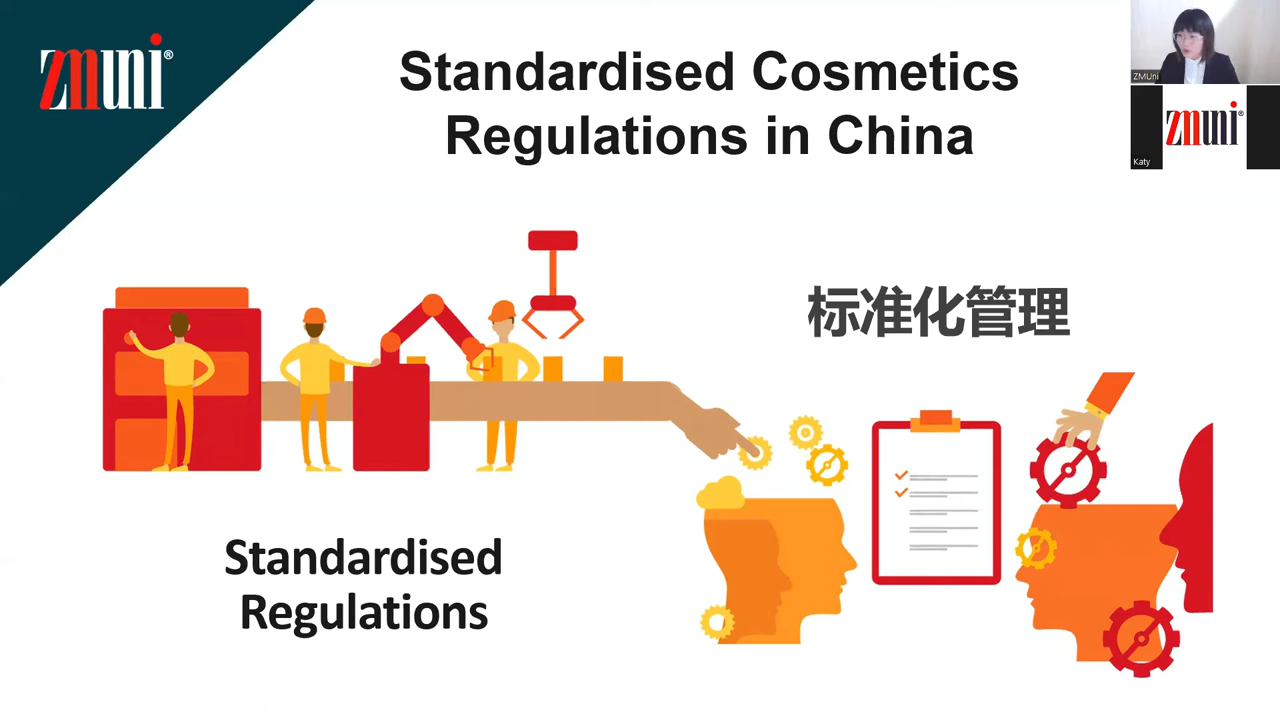 ZMUni®
Standardised Cosmetics
Regulations in China
ZMUni
ZMUni®
Katy
标准化管理
Standardised
Regulations